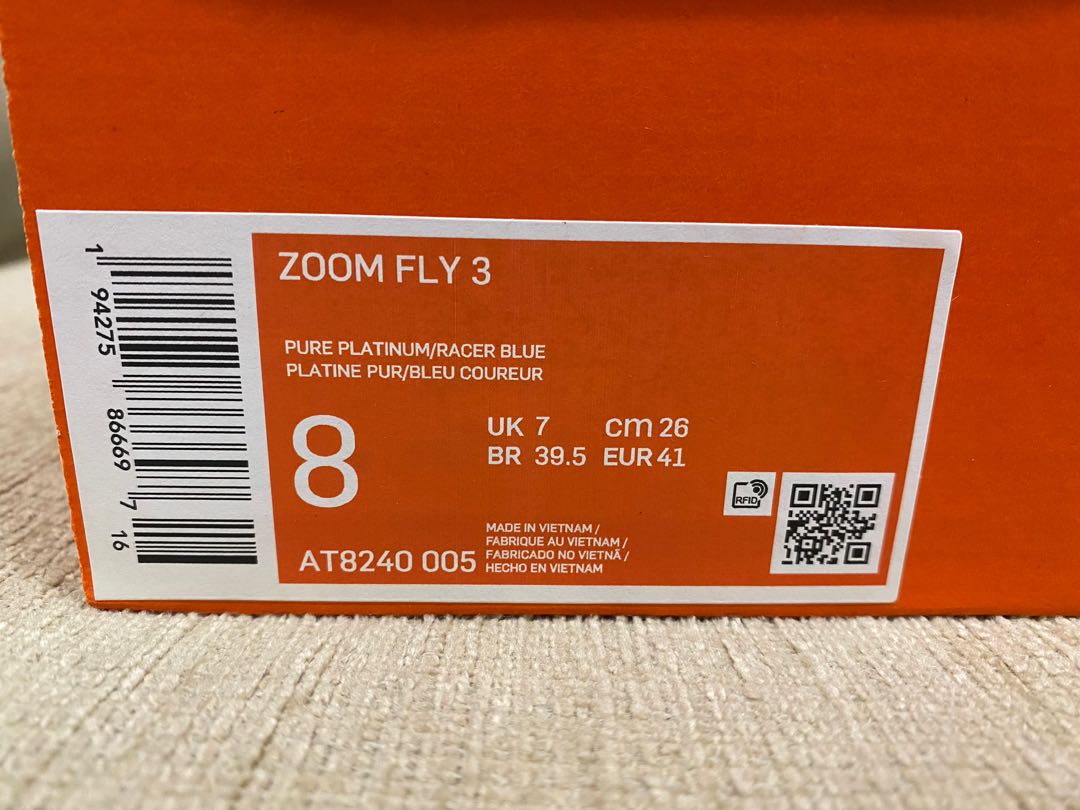 ZOOM FLY 3
PURE PLATINUM/RACER BLUE
PLATINE PUR/BLEU COUREUR
8
UK 7 cm 26
BR 39.5 EUR 41
RFID
AT8240 005
MADE IN VIETNAM /
FABRIQUE AU VIETNAM /
FABRICADO NO VIETNÃ /
HECHO EN VIETNAM
1 94275 86669 7 16